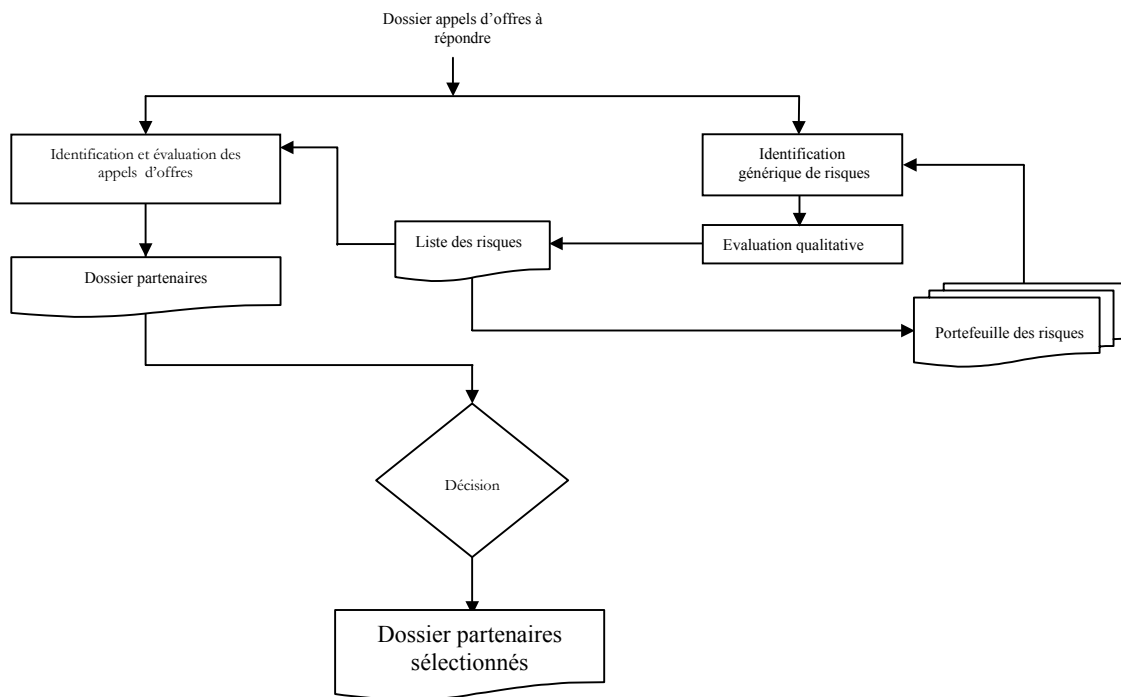 Dossier appels d’offres à
répondre
Identification et évaluation des
appels d’offres
Identification
générique de risques
Liste des risques
Evaluation qualitative
Dossier partenaires
Portefeuille des risques
Décision
Dossier partenaires
sélectionnés